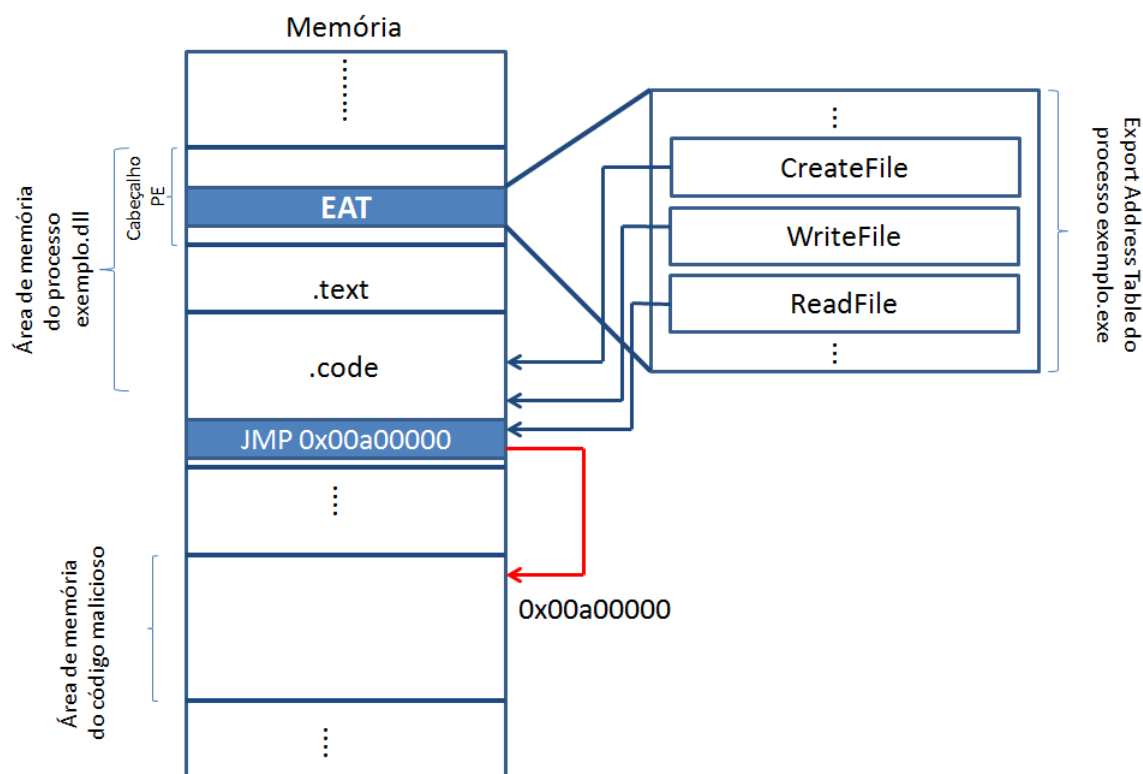 Memória
Cabeçalho
PE
Área de memória
do processo
exemplo.dll
EAT
.text
.code
JMP 0x00a00000
CreateFile
WriteFile
ReadFile
Export Address Table do
processo exemplo.exe
Área de memória
do código malicioso
0x00a00000